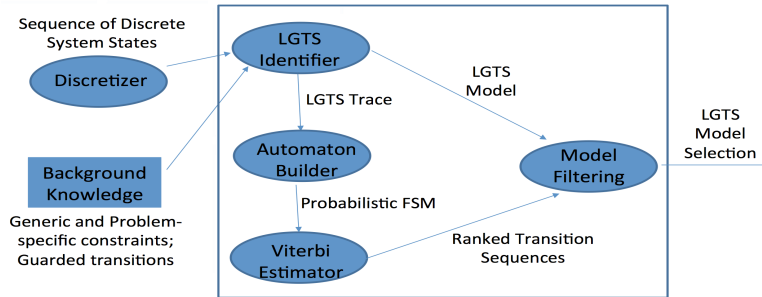 Sequence of Discrete
System States
Discretizer
LGTS
Identifier
LGTS
Model
LGTS Trace
LGTS
Model
Selection
Automaton
Builder
Model
Filtering
Background
Knowledge
Generic and Problem-
specific constraints;
Guarded transitions
Probabilistic FSM
Viterbi
Estimator
Ranked Transition
Sequences